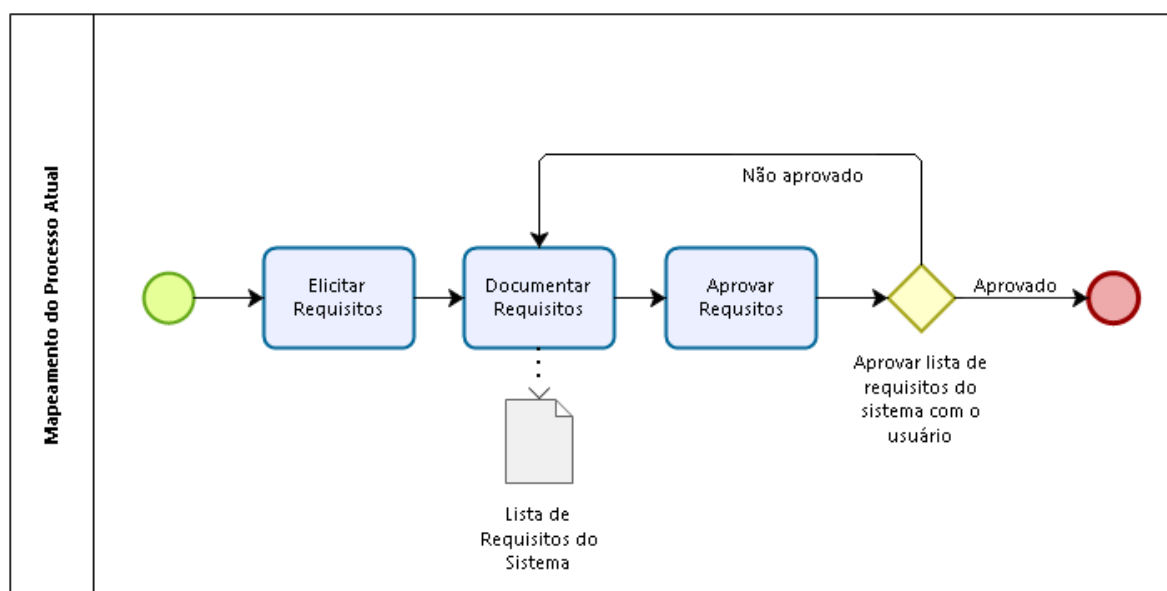 Mapeamento do Processo Atual
Não aprovado
Elicitar
Requisitos
Documentar
Requisitos
Aprovar
Requsitos
Aprovado
Aprovar lista de
requisitos do
sistema com o
usuário
Lista de
Requisitos do
Sistema